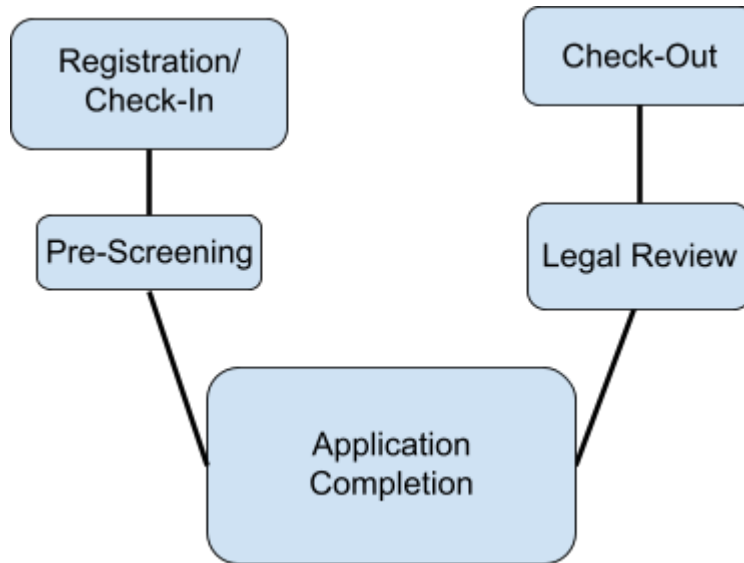 Registration/
Check-In
Pre-Screening
Application
Completion
Legal Review
Check-Out